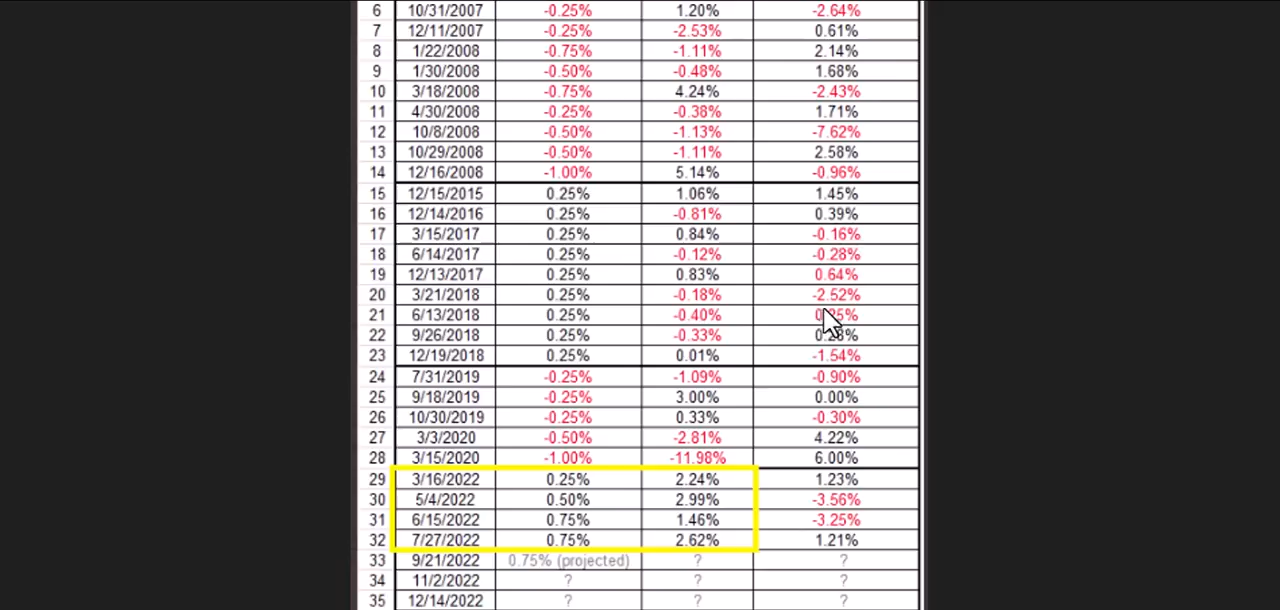 6 10/31/2007 -0.25% 1.20% -2.64%
7 12/11/2007 -0.25% -2.53% 0.61%
8 1/22/2008 -0.75% -1.11% 2.14%
9 1/30/2008 -0.50% -0.48% 1.68%
10 3/18/2008 -0.75% 4.24% -2.43%
11 4/30/2008 -0.25% -0.38% 1.71%
12 10/8/2008 -0.50% -1.13% -7.62%
13 10/29/2008 -0.50% -1.11% 2.58%
14 12/16/2008 -1.00% 5.14% -0.96%
15 12/15/2015 0.25% 1.06% 1.45%
16 12/14/2016 0.25% -0.81% 0.39%
17 3/15/2017 0.25% 0.84% -0.16%
18 6/14/2017 0.25% -0.12% -0.28%
19 12/13/2017 0.25% 0.83% 0.64%
20 3/21/2018 0.25% -0.18% -2.52%
21 6/13/2018 0.25% -0.40%
22 9/26/2018 0.25% -0.33%
23 12/19/2018 0.25% 0.01% -1.54%
24 7/31/2019 -0.25% -1.09% -0.90%
25 9/18/2019 -0.25% 3.00% 0.00%
26 10/30/2019 -0.25% 0.33% -0.30%
27 3/3/2020 -0.50% -2.81% 4.22%
28 3/15/2020 -1.00% -11.98% 6.00%
29 3/16/2022 0.25% 2.24% 1.23%
30 5/4/2022 0.50% 2.99% -3.56%
31 6/15/2022 0.75% 1.46% -3.25%
32 7/27/2022 0.75% 2.62% 1.21%
33 9/21/2022 0.75% (projected) ? ?
34 11/2/2022 ? ? ?
35 12/14/2022 ? ? ?